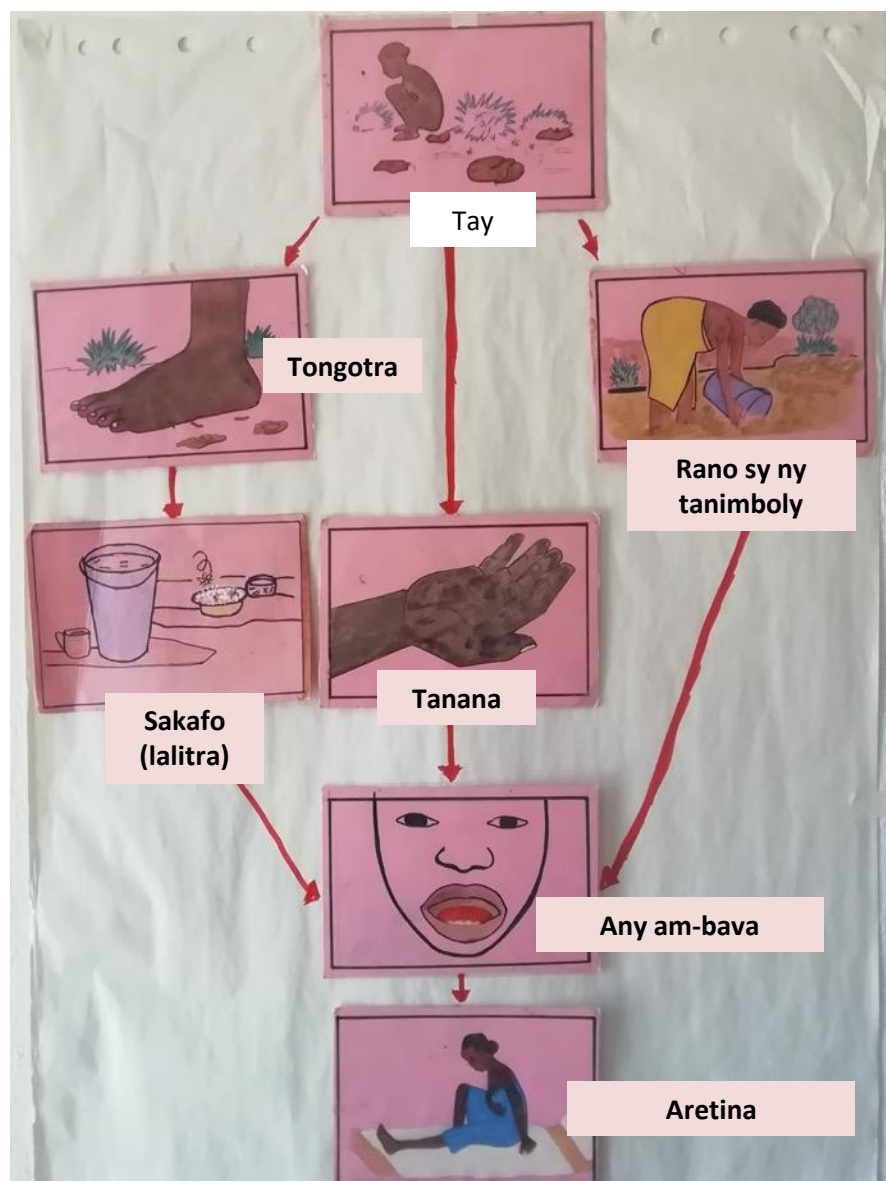 Tay
Tongotra
Rano sy ny
tanimboly
Sakafo
(lalitra)
Tanana
Any am-bava
Aretina